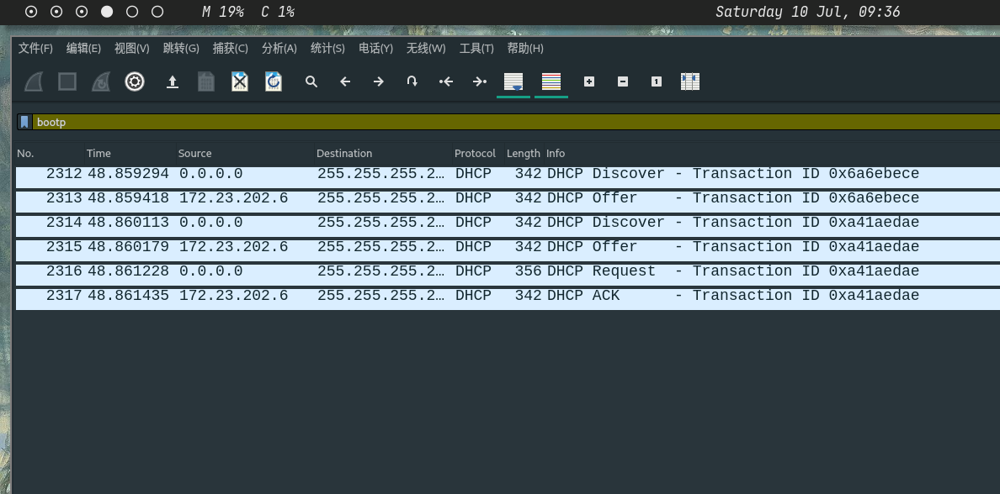 M 19% C 1% Saturday 10 Jul, 09:36
文件(F) 编辑(E) 视图(V) 跳转(G) 捕获(C) 分析(A) 统计(S) 电话(Y) 无线(W) 工具(T) 帮助(H)
1
bootp
No. Time Source Destination Protocol Length Info
2312 48.859294 0.0.0.0 255.255.255.2… DHCP 342 DHCP Discover - Transaction ID 0x6a6ebece
2313 48.859418 172.23.202.6 255.255.255.2… DHCP 342 DHCP Offer - Transaction ID 0x6a6ebece
2314 48.860113 0.0.0.0 255.255.255.2… DHCP 342 DHCP Discover - Transaction ID 0xa41aedae
2315 48.860179 172.23.202.6 255.255.255.2… DHCP 342 DHCP Offer - Transaction ID 0xa41aedae
2316 48.861228 0.0.0.0 255.255.255.2… DHCP 356 DHCP Request - Transaction ID 0xa41aedae
2317 48.861435 172.23.202.6 255.255.255.2… DHCP 342 DHCP ACK - Transaction ID 0xa41aedae